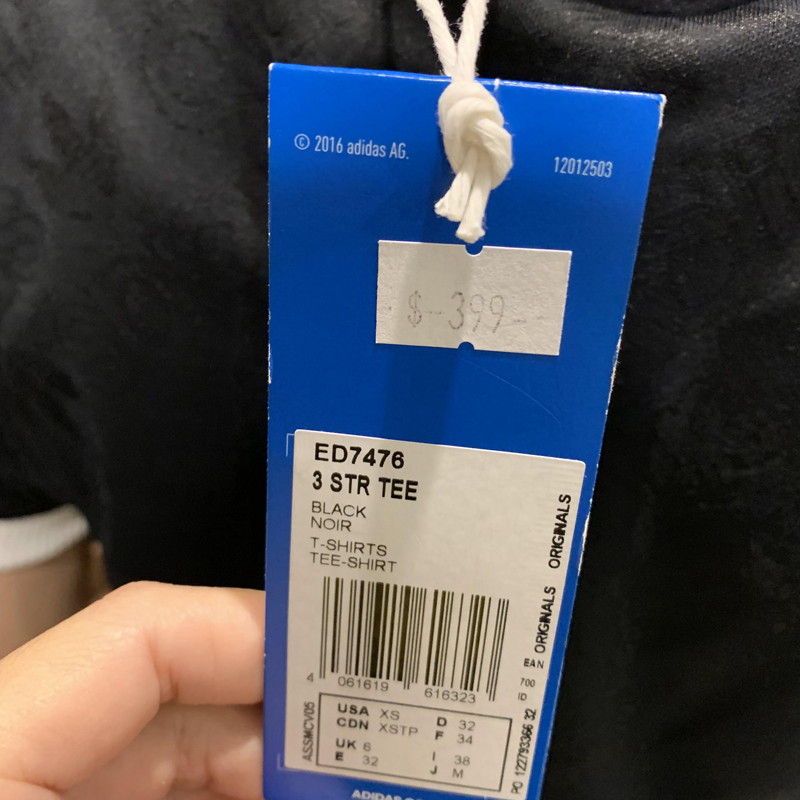 © 2016 adidas AG.
12012503
- $--399--
ED7476
3 STR TEE
BLACK
NOIR
T-SHIRTS
TEE-SHIRT
ORIGINALS
ORIGINALS
4 061619 616323
EAN
700
ID
ASSMCV05
USA XS D 32
CDN XSTP F 34
UK 6 I 38
E 32 J M
PO 122793366 32